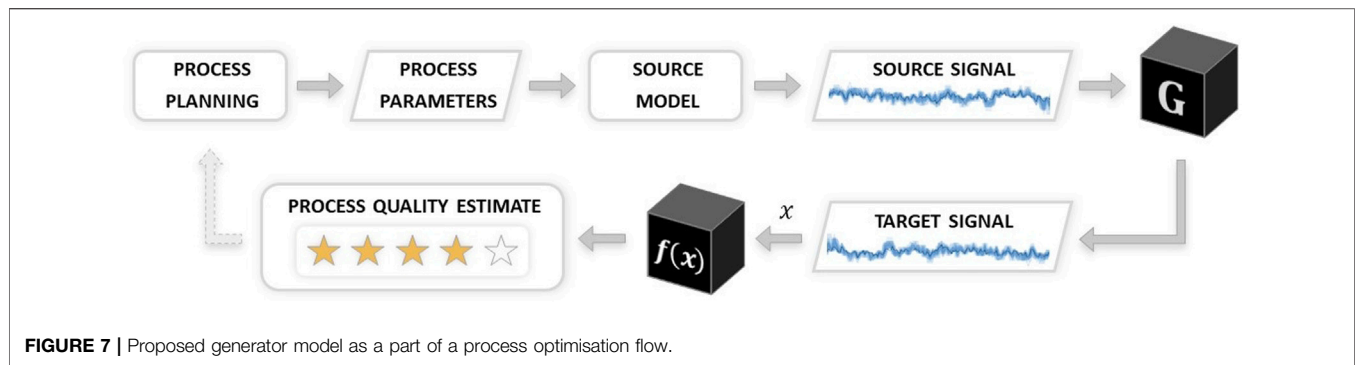 PROCESS
PLANNING
PROCESS
PARAMETERS
SOURCE
MODEL
SOURCE SIGNAL
G
TARGET SIGNAL
x
f(x)
PROCESS QUALITY ESTIMATE
FIGURE 7 | Proposed generator model as a part of a process optimisation flow.